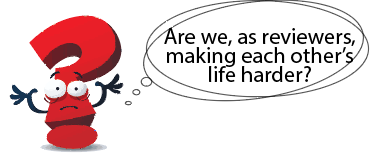 Are we, as reviewers,
making each other's
life harder?